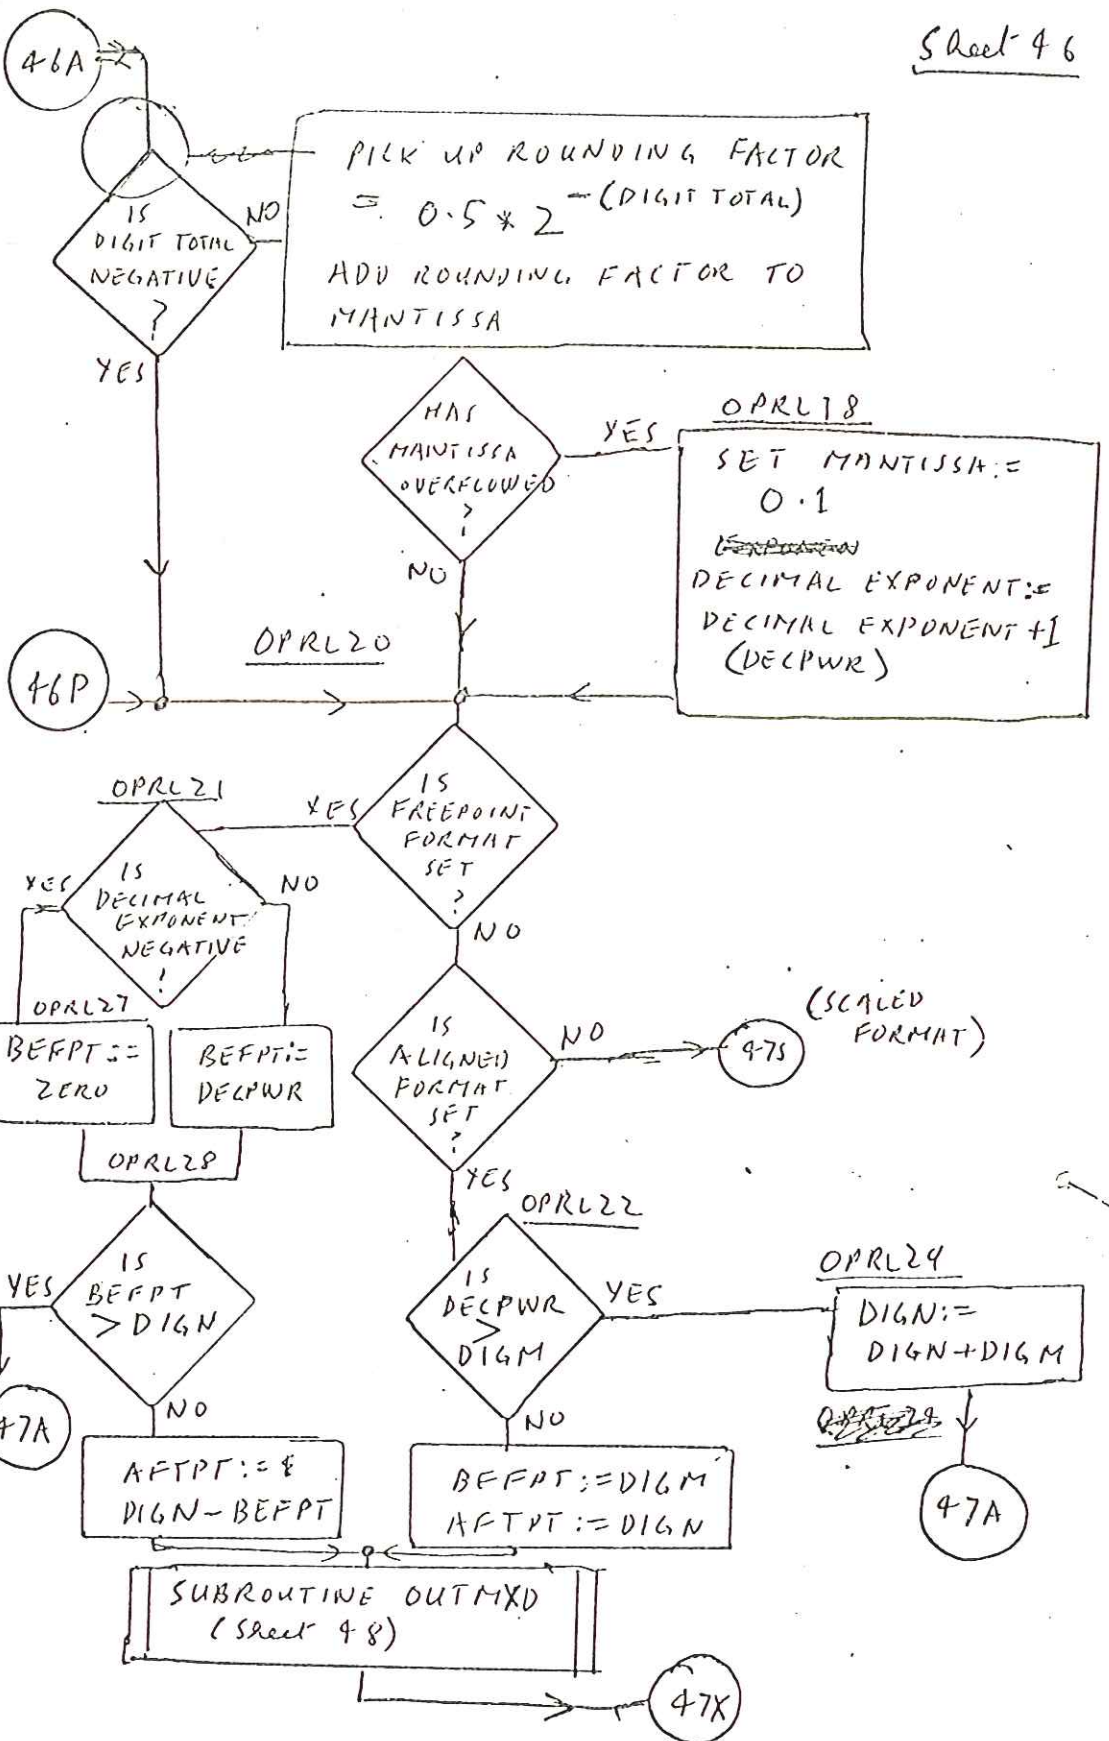 Sheet 46
46A
PICK UP ROUNDING FACTOR
= 0.5 * 2 -(DIGIT TOTAL)
ADD ROUNDING FACTOR TO
MANTISSA
IS
DIGIT TOTAL
NEGATIVE
?
NO
YES
HAS
MANTISSA
OVERFLOWED
?
YES
NO
OPRL18
SET MANTISSA:=
0.1
DECIMAL EXPONENT:=
DECIMAL EXPONENT +1
(DECPWR)
OPRL20
46P
IS
FREEPOINT
FORMAT
SET
?
YES
NO
OPRL21
IS
DECIMAL
EXPONENT
NEGATIVE
?
YES
NO
OPRL27
BEFPT:=
ZERO
BEFPT:=
DECPWR
IS
ALIGNED
FORMAT
SET
?
NO
47S
(SCALED
FORMAT)
YES
OPRL28
IS
BEFPT
> DIGN
YES
47A
NO
OPRL22
IS
DECPWR
>
DIGM
YES
NO
OPRL24
DIGN:=
DIGN+DIGM
47A
AFTPT:=
DIGN-BEFPT
BEFPT:=DIGM
AFTPT:=DIGN
SUBROUTINE OUTMXD
(Sheet 48)
47X